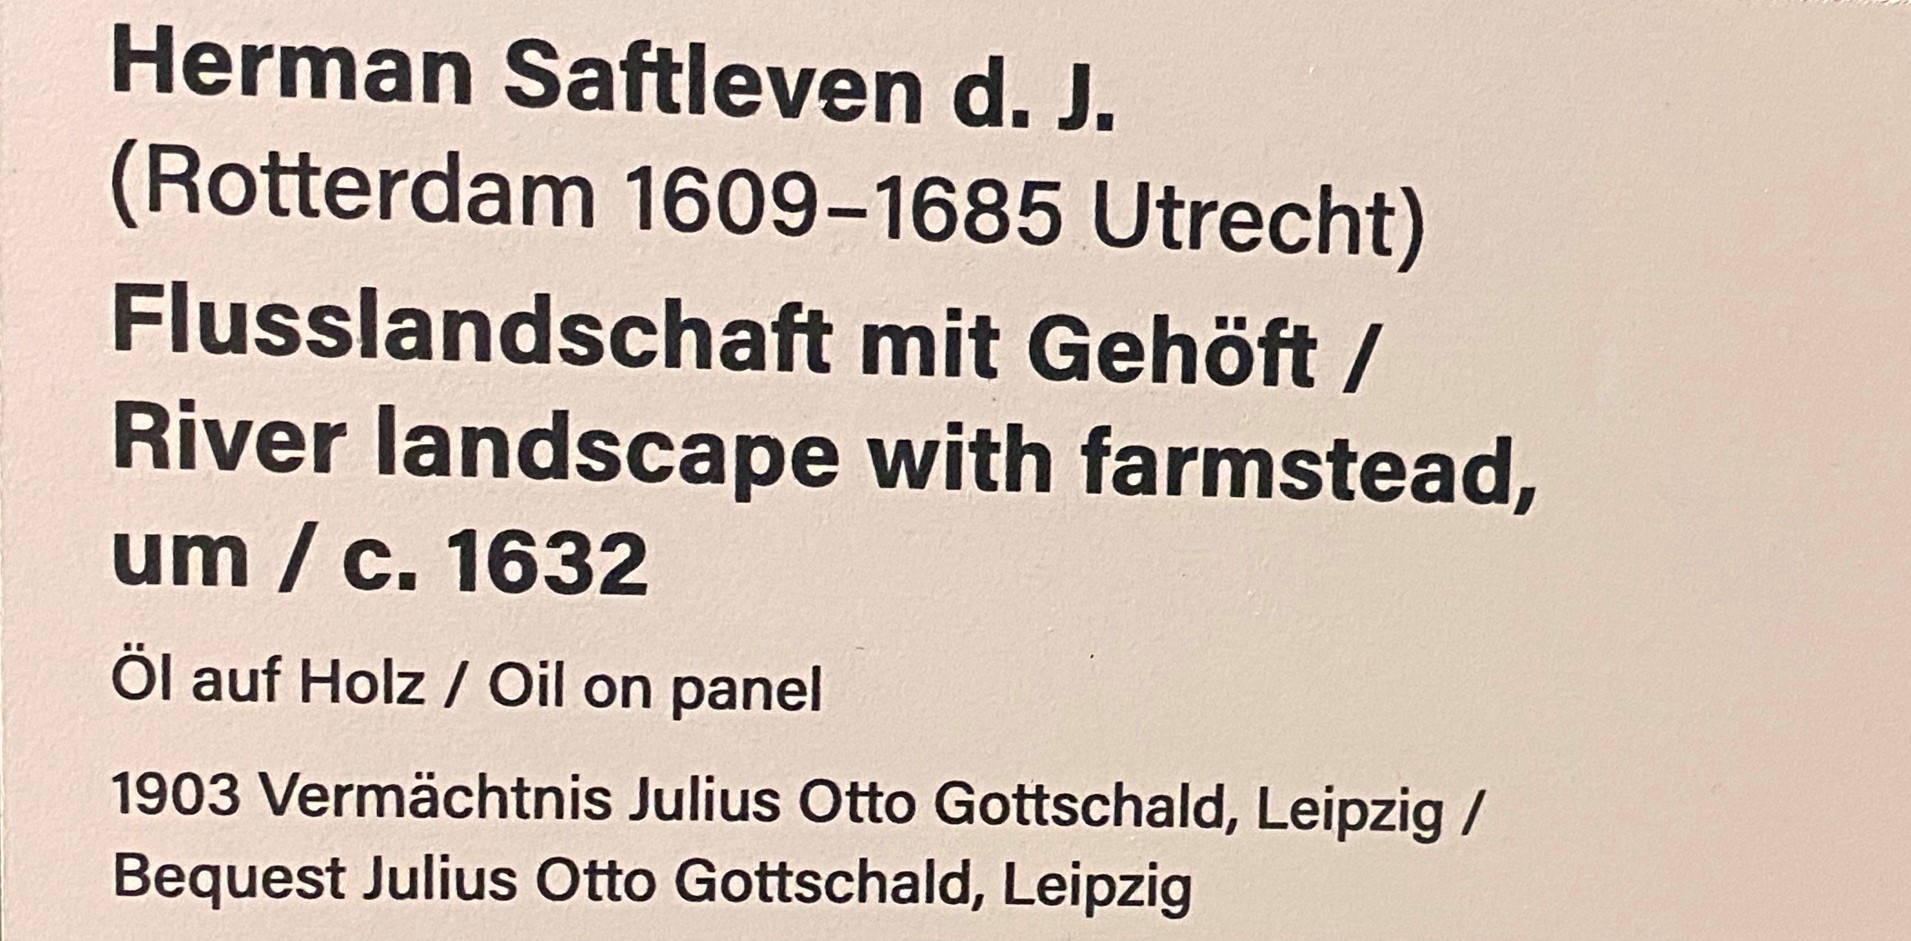 Herman Saftleven d. J.
(Rotterdam 1609–1685 Utrecht)
Flusslandschaft mit Gehöft /
River landscape with farmstead,
um / c. 1632
Öl auf Holz / Oil on panel
1903 Vermächtnis Julius Otto Gottschald, Leipzig /
Bequest Julius Otto Gottschald, Leipzig